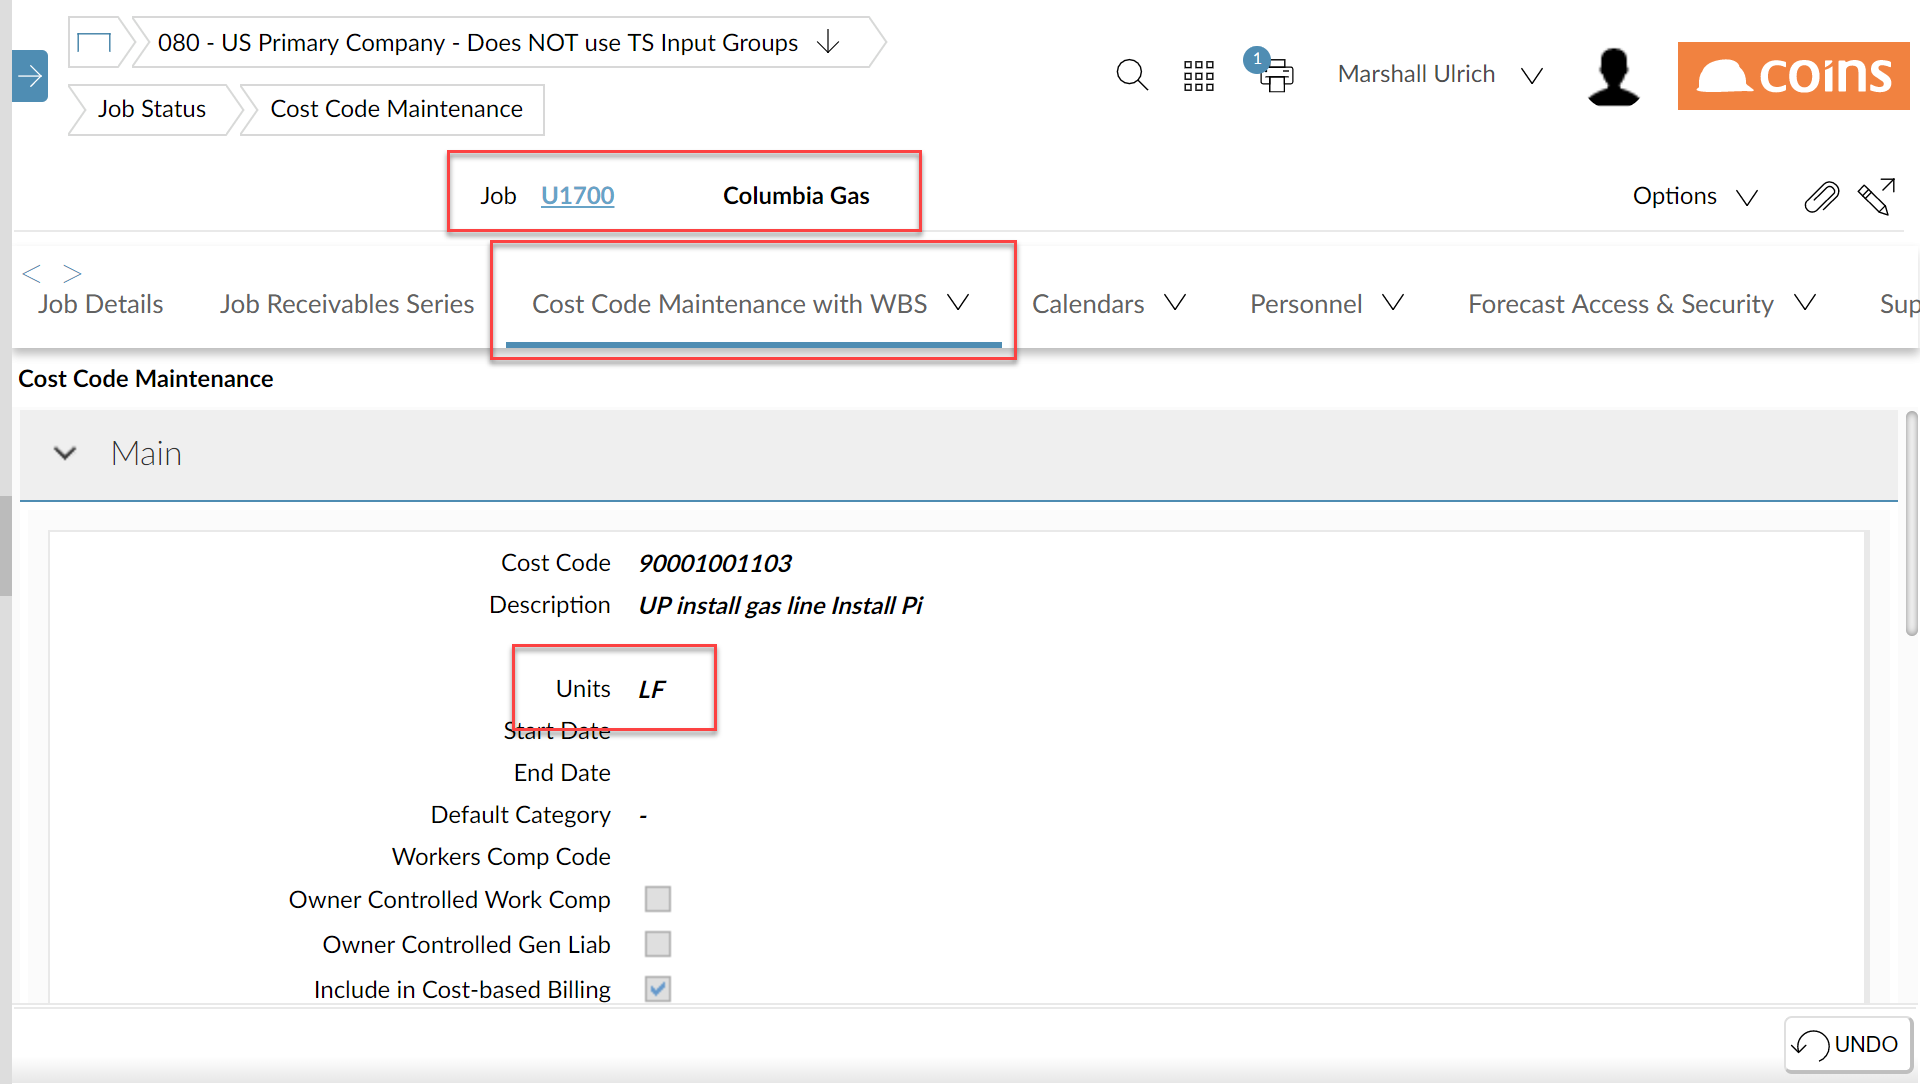 080 - US Primary Company - Does NOT use TS Input Groups
1
Marshall Ulrich
coins
Job Status
Cost Code Maintenance
Job U1700 Columbia Gas
Options
< >
Job Details Job Receivables Series Cost Code Maintenance with WBS Calendars Personnel Forecast Access & Security Sup
Cost Code Maintenance
Main
Cost Code 90001001103
Description UP install gas line Install Pi
Units LF
Start Date
End Date
Default Category -
Workers Comp Code
Owner Controlled Work Comp
Owner Controlled Gen Liab
Include in Cost-based Billing
UNDO